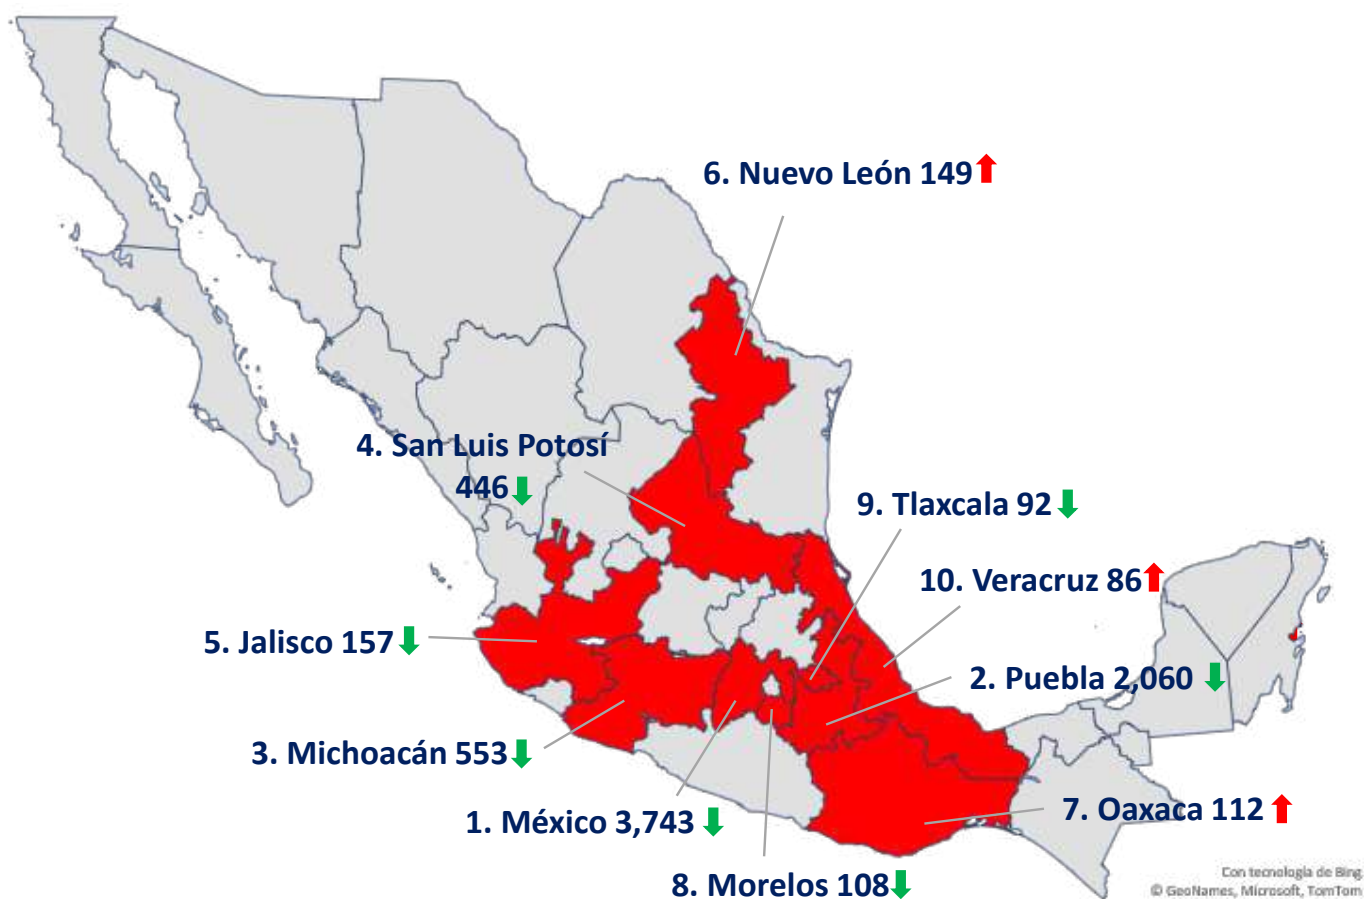 6. Nuevo León 149
4. San Luis Potosí
446
9. Tlaxcala 92
10. Veracruz 86
5. Jalisco 157
2. Puebla 2,060
3. Michoacán 553
1. México 3,743
7. Oaxaca 112
8. Morelos 108
Con tecnología de Bing
© GeoNames, Microsoft, TomTom